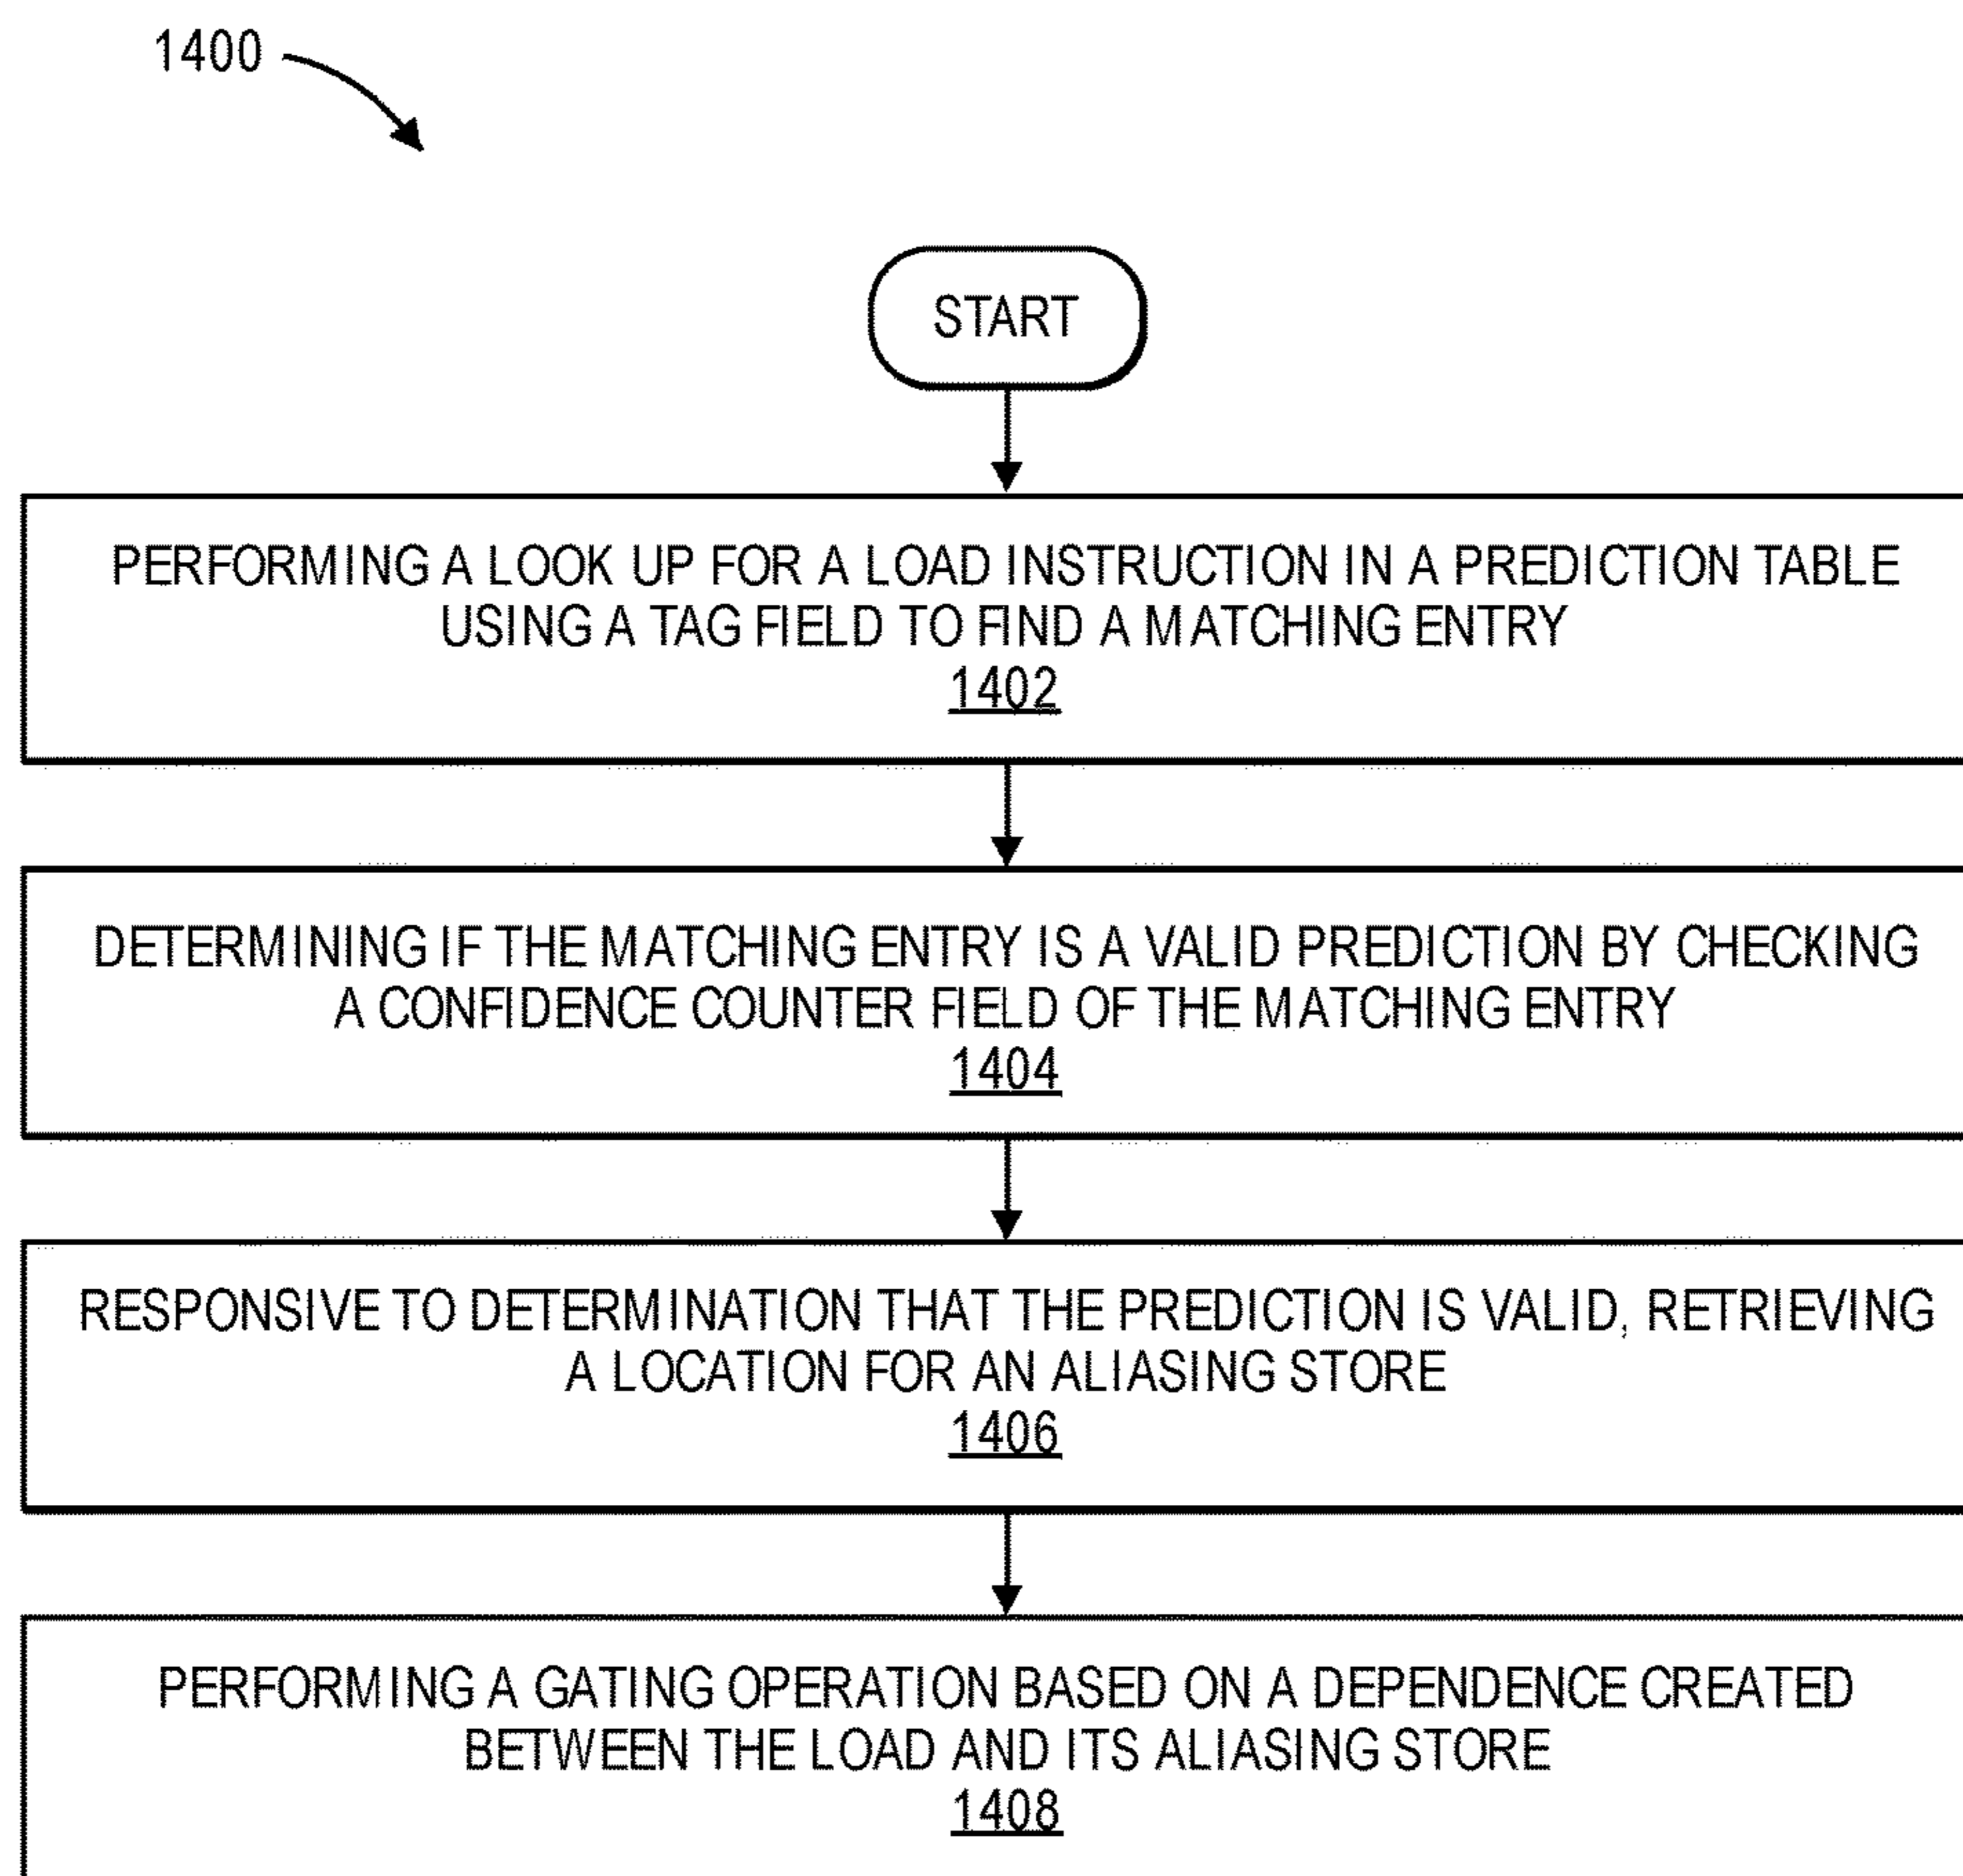 1400
START
PERFORMING A LOOK UP FOR A LOAD INSTRUCTION IN A PREDICTION TABLE
USING A TAG FIELD TO FIND A MATCHING ENTRY
1402
DETERMINING IF THE MATCHING ENTRY IS A VALID PREDICTION BY CHECKING
A CONFIDENCE COUNTER FIELD OF THE MATCHING ENTRY
1404
RESPONSIVE TO DETERMINATION THAT THE PREDICTION IS VALID, RETRIEVING
A LOCATION FOR AN ALIASING STORE
1406
PERFORMING A GATING OPERATION BASED ON A DEPENDENCE CREATED
BETWEEN THE LOAD AND ITS ALIASING STORE
1408